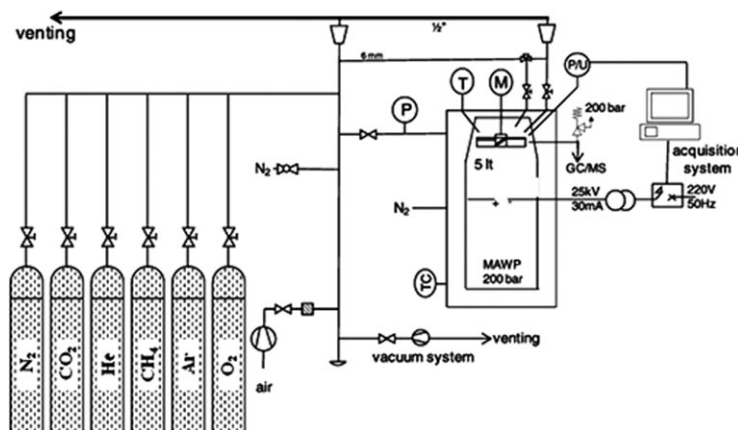 venting
½"
6 mm
P/U
T
M
200 bar
P
5 lt
GC/MS
acquisition
system
N₂
25kV
30mA
220V
50Hz
N₂
MAWP
200 bar
TC
N₂
CO₂
He
CH₄
Ar
O₂
air
vacuum system
venting